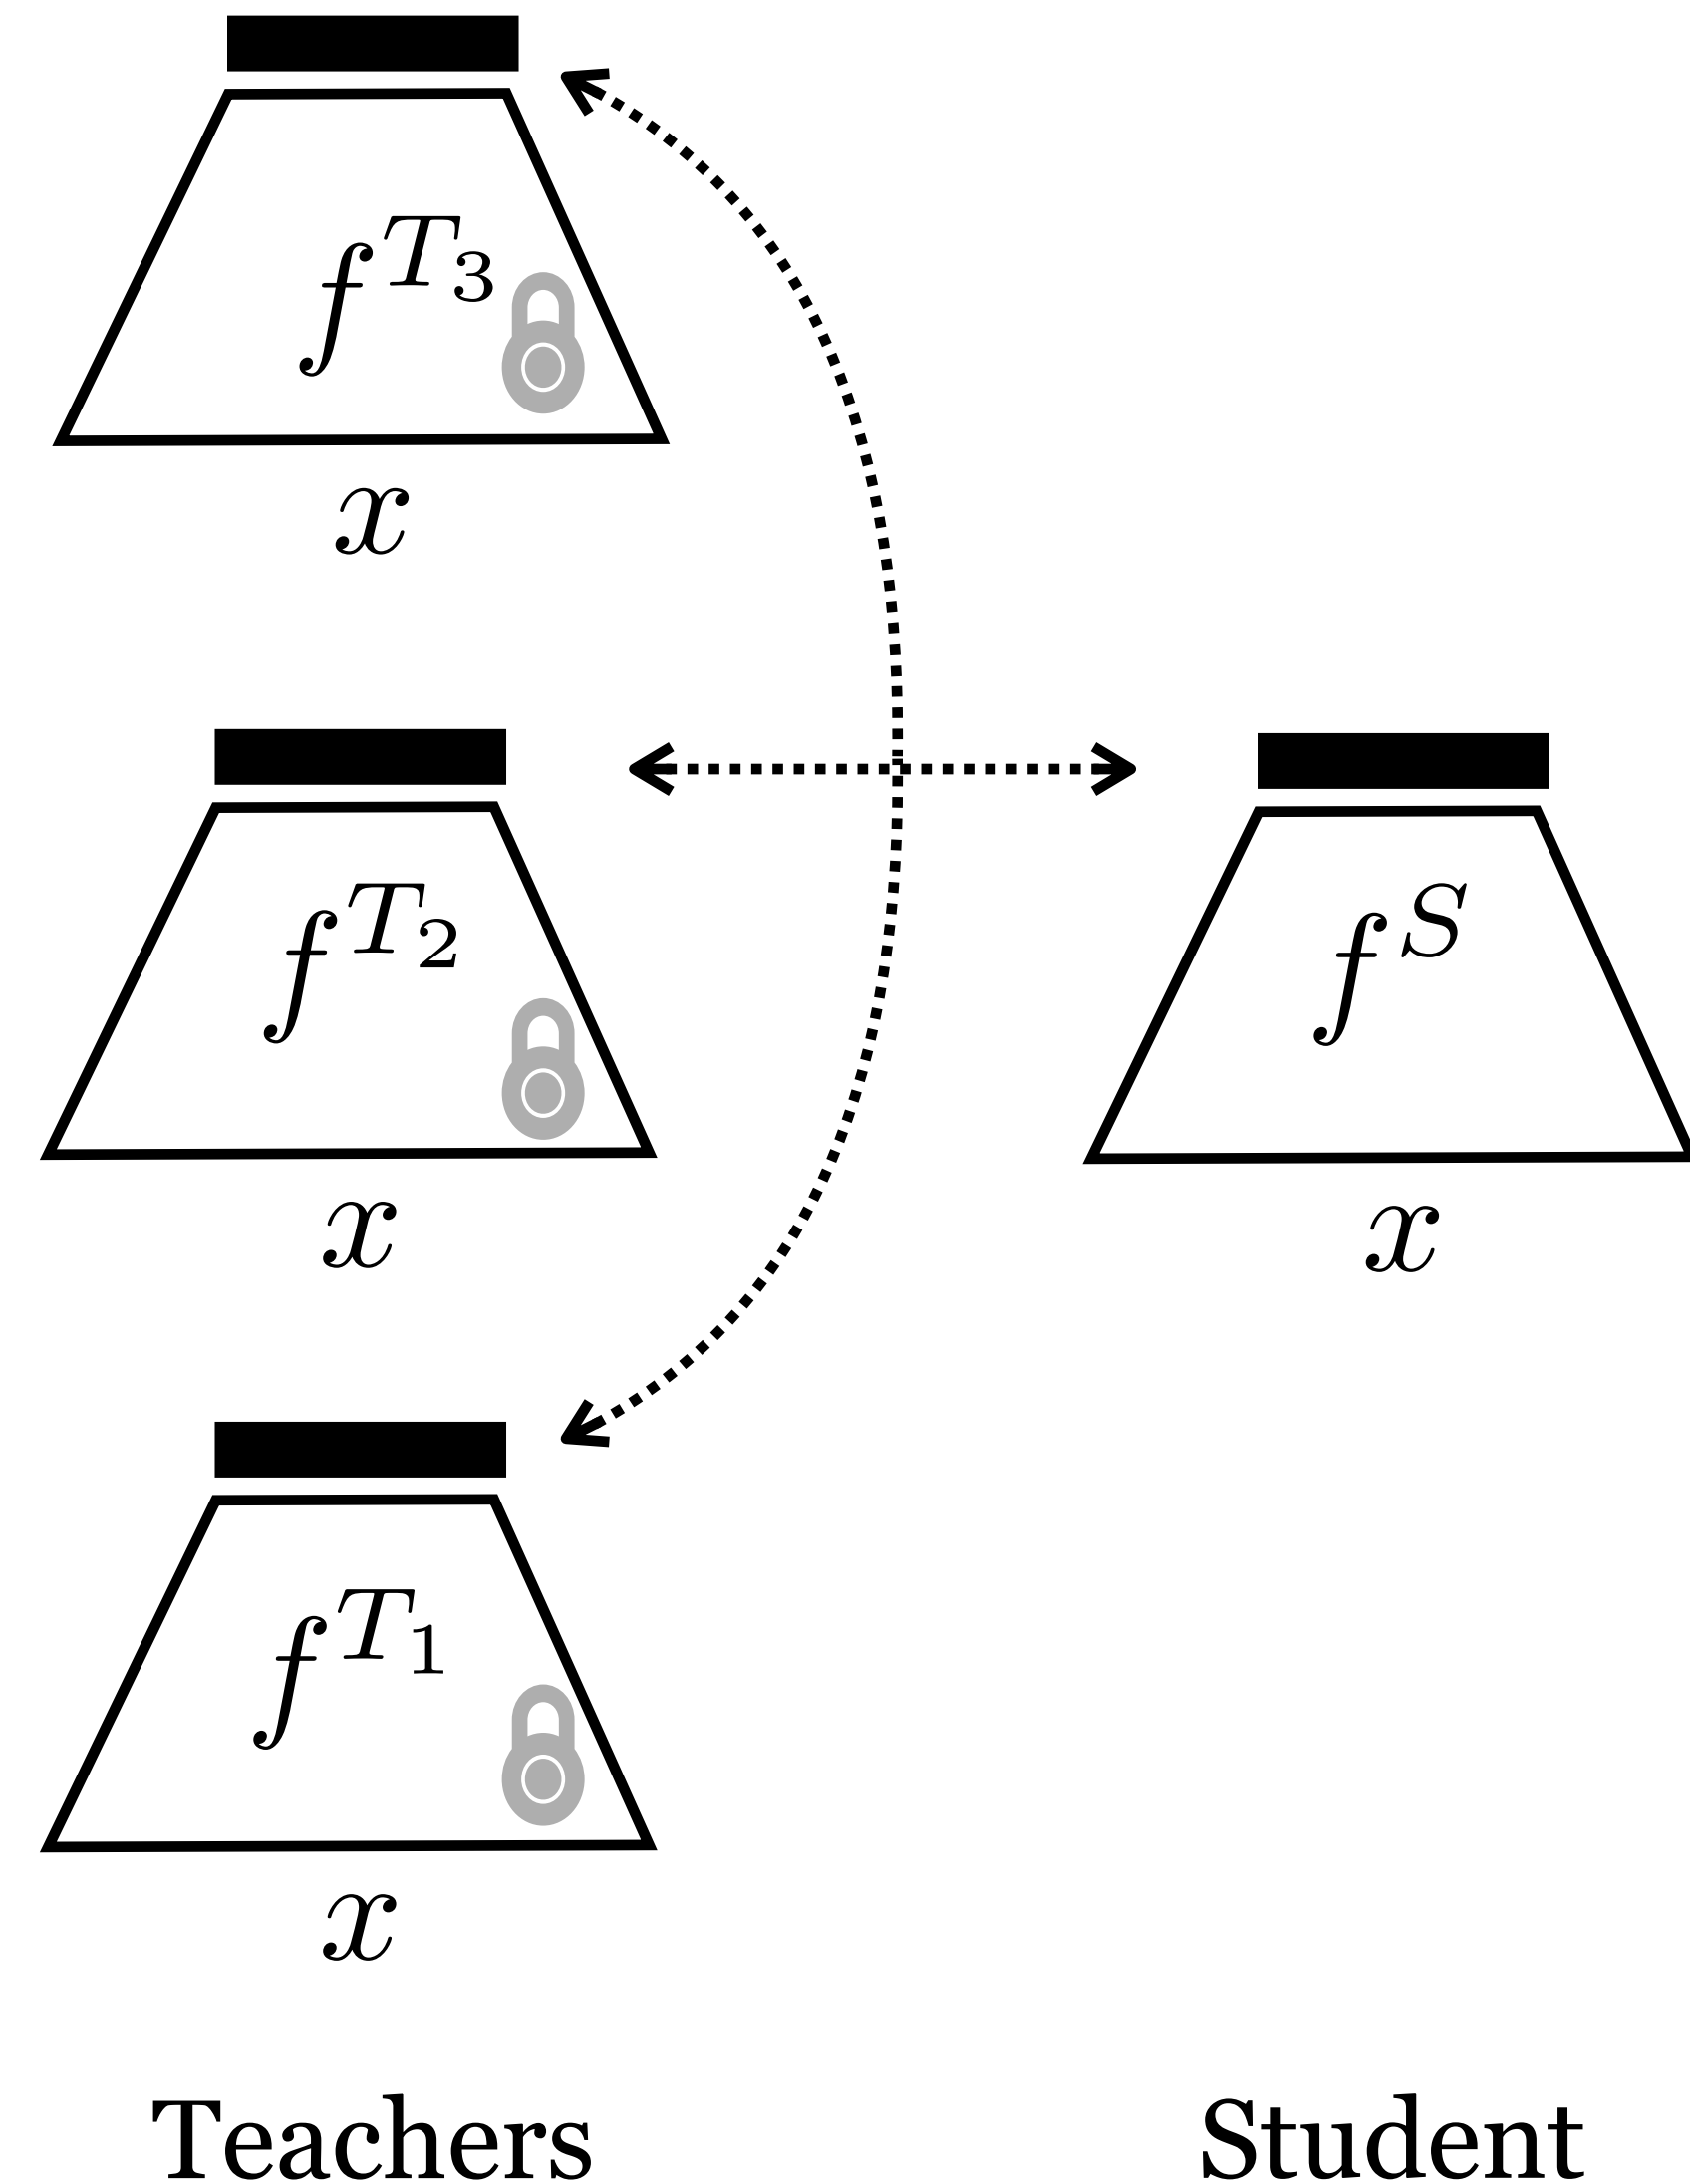 f^{T_3}
x
f^{T_2}
f^S
x
x
f^{T_1}
x
Teachers
Student